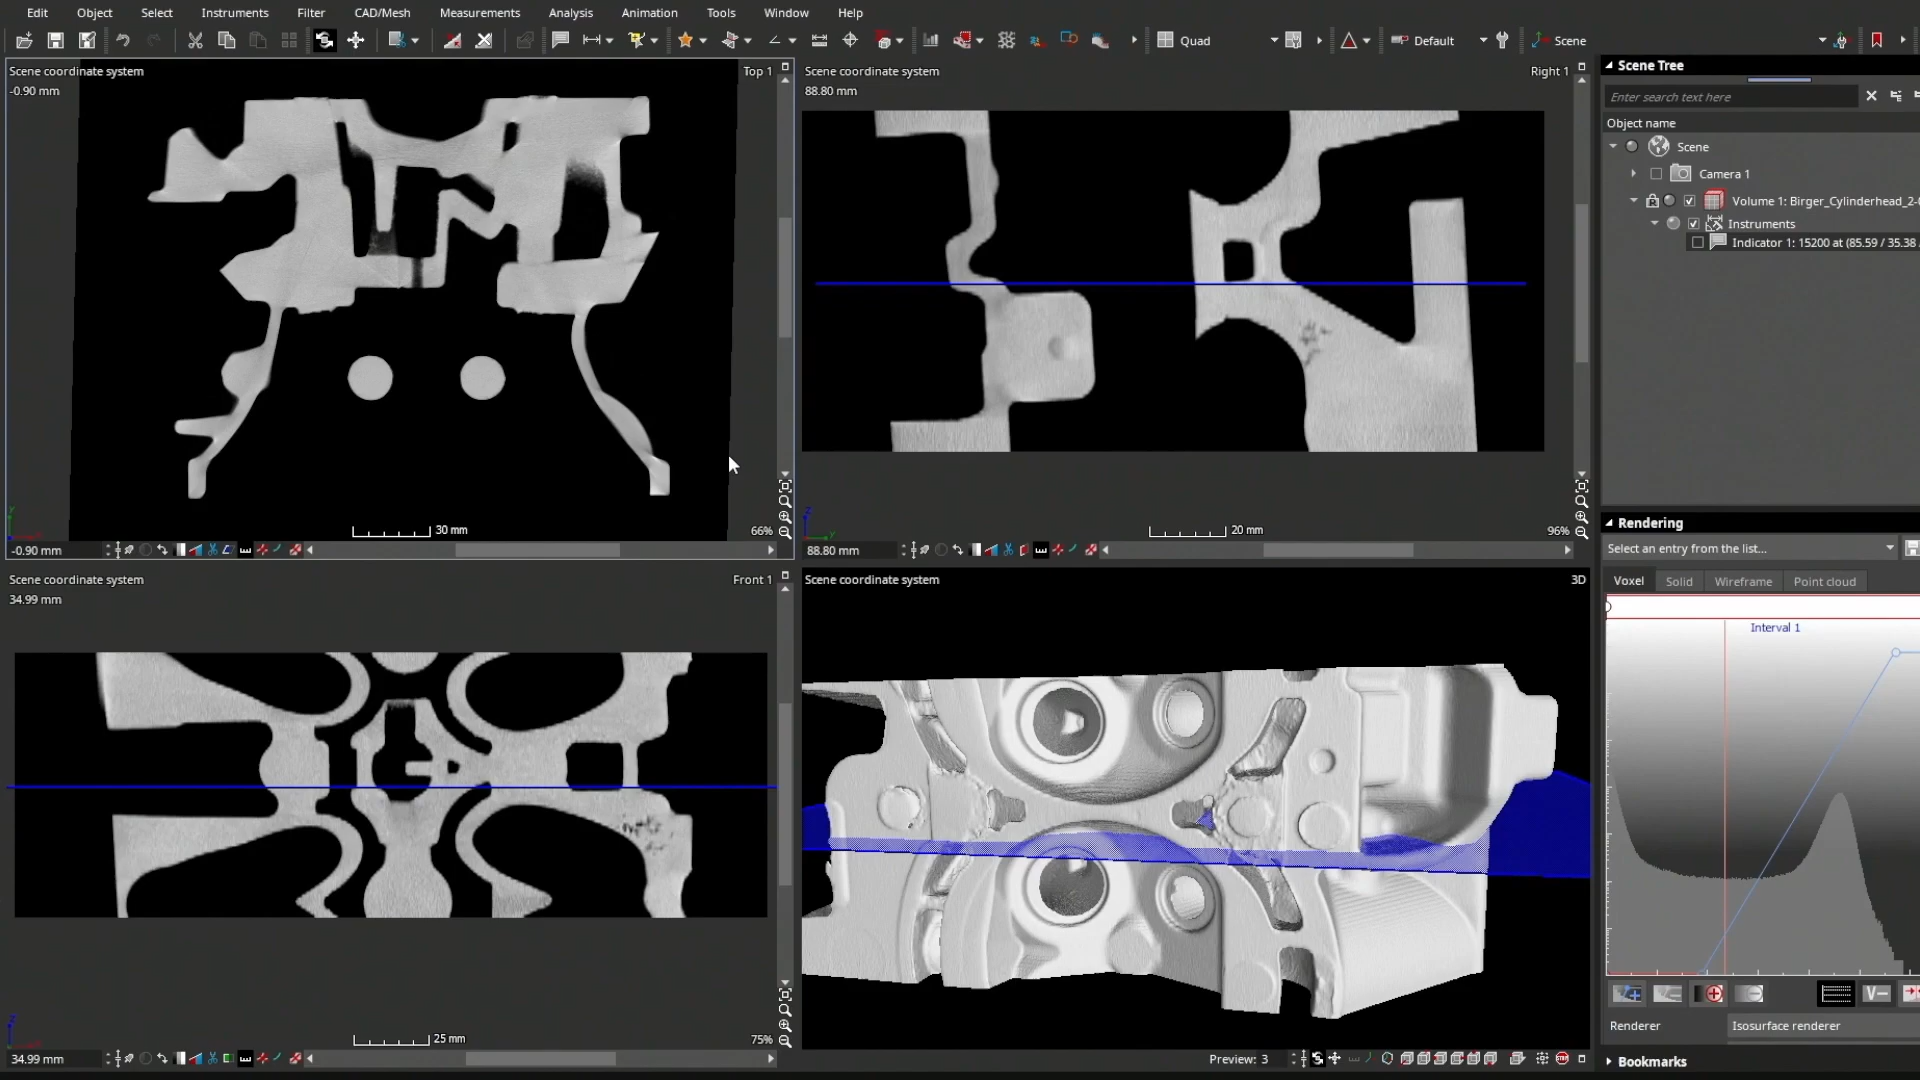 Edit Object Select Instruments Filter CAD/Mesh Measurements Analysis Animation Tools Window Help
Quad Default Scene
Scene coordinate system Top 1
-0.90 mm
30 mm 66%
-0.90 mm
Scene coordinate system Right 1
88.80 mm
20 mm 96%
88.80 mm
Scene coordinate system Front 1
34.99 mm
25 mm 75%
34.99 mm
Scene coordinate system 3D
Preview: 3
Scene Tree
Enter search text here
Object name
Scene
Camera 1
Volume 1: Birger_Cylinderhead_2-
Instruments
Indicator 1: 15200 at (85.59 / 35.38
Rendering
Select an entry from the list...
Voxel Solid Wireframe Point cloud
Interval 1
Renderer Isosurface renderer
Bookmarks